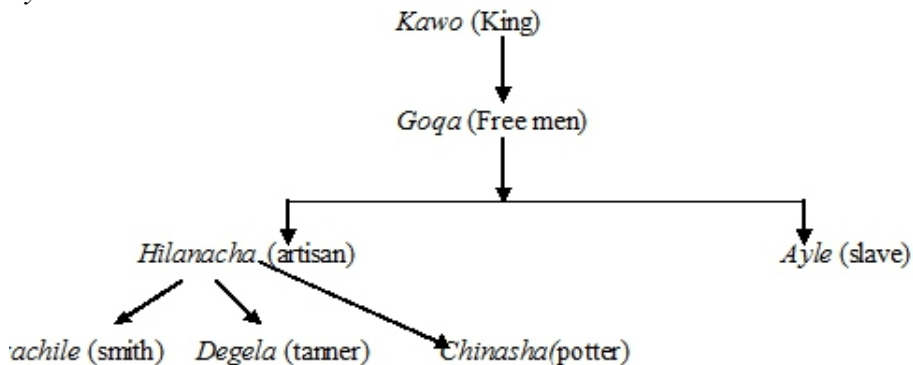 Kawo (King)
Goqa (Free men)
Hilanacha (artisan) Ayle (slave)
(smith) Degela (tanner) Chinasha(potter)